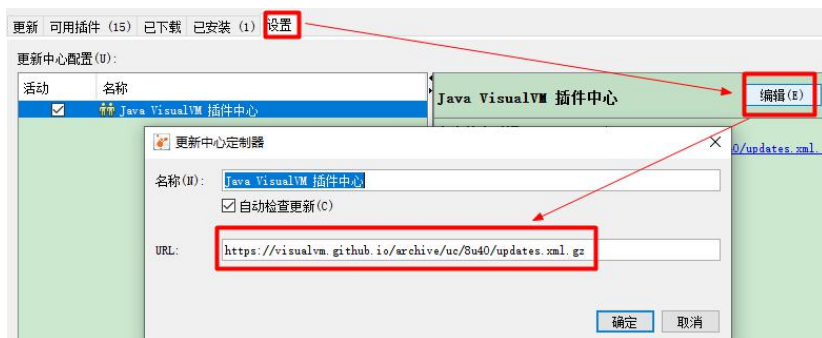 更新 可用插件 (15) 已下载 已安装 (1) 设置
更新中心配置(U):
活动 名称
Java VisualVM 插件中心
Java VisualVM 插件中心
编辑(E)
0/updates.xml.
更新中心定制器
名称(N): Java VisualVM 插件中心
自动检查更新(C)
URL: https://visualvm.github.io/archive/uc/8u40/updates.xml.gz
确定 取消